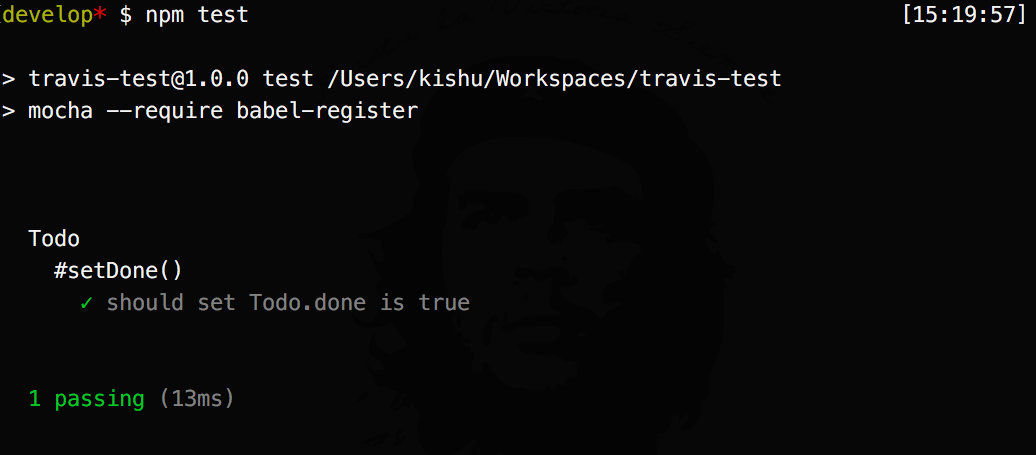 (develop* $ npm test [15:19:57]
> travis-test@1.0.0 test /Users/kishu/Workspaces/travis-test
> mocha --require babel-register
Todo
#setDone()
✓ should set Todo.done is true
1 passing (13ms)